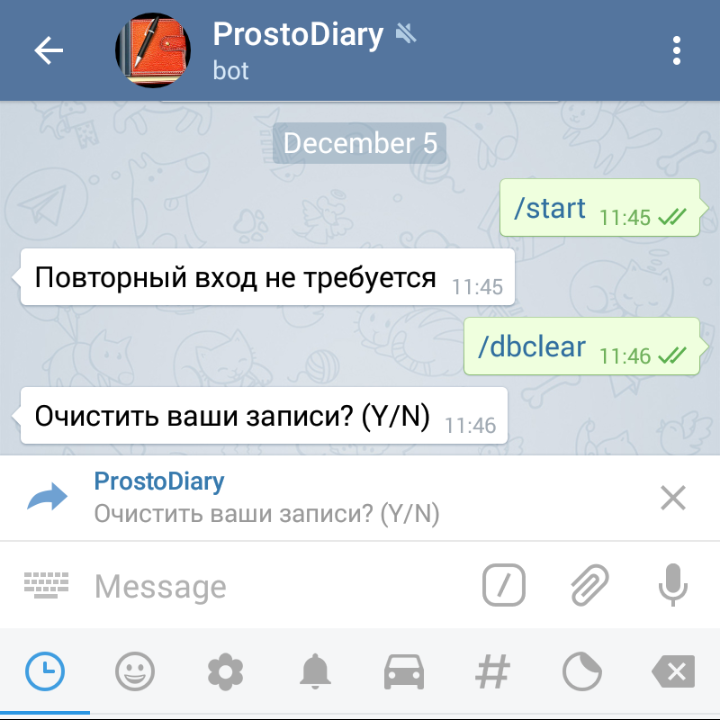 ProstoDiary
bot
December 5
/start 11:45
Повторный вход не требуется 11:45
/dbclear 11:46
Очистить ваши записи? (Y/N) 11:46
ProstoDiary
Очистить ваши записи? (Y/N)
Message